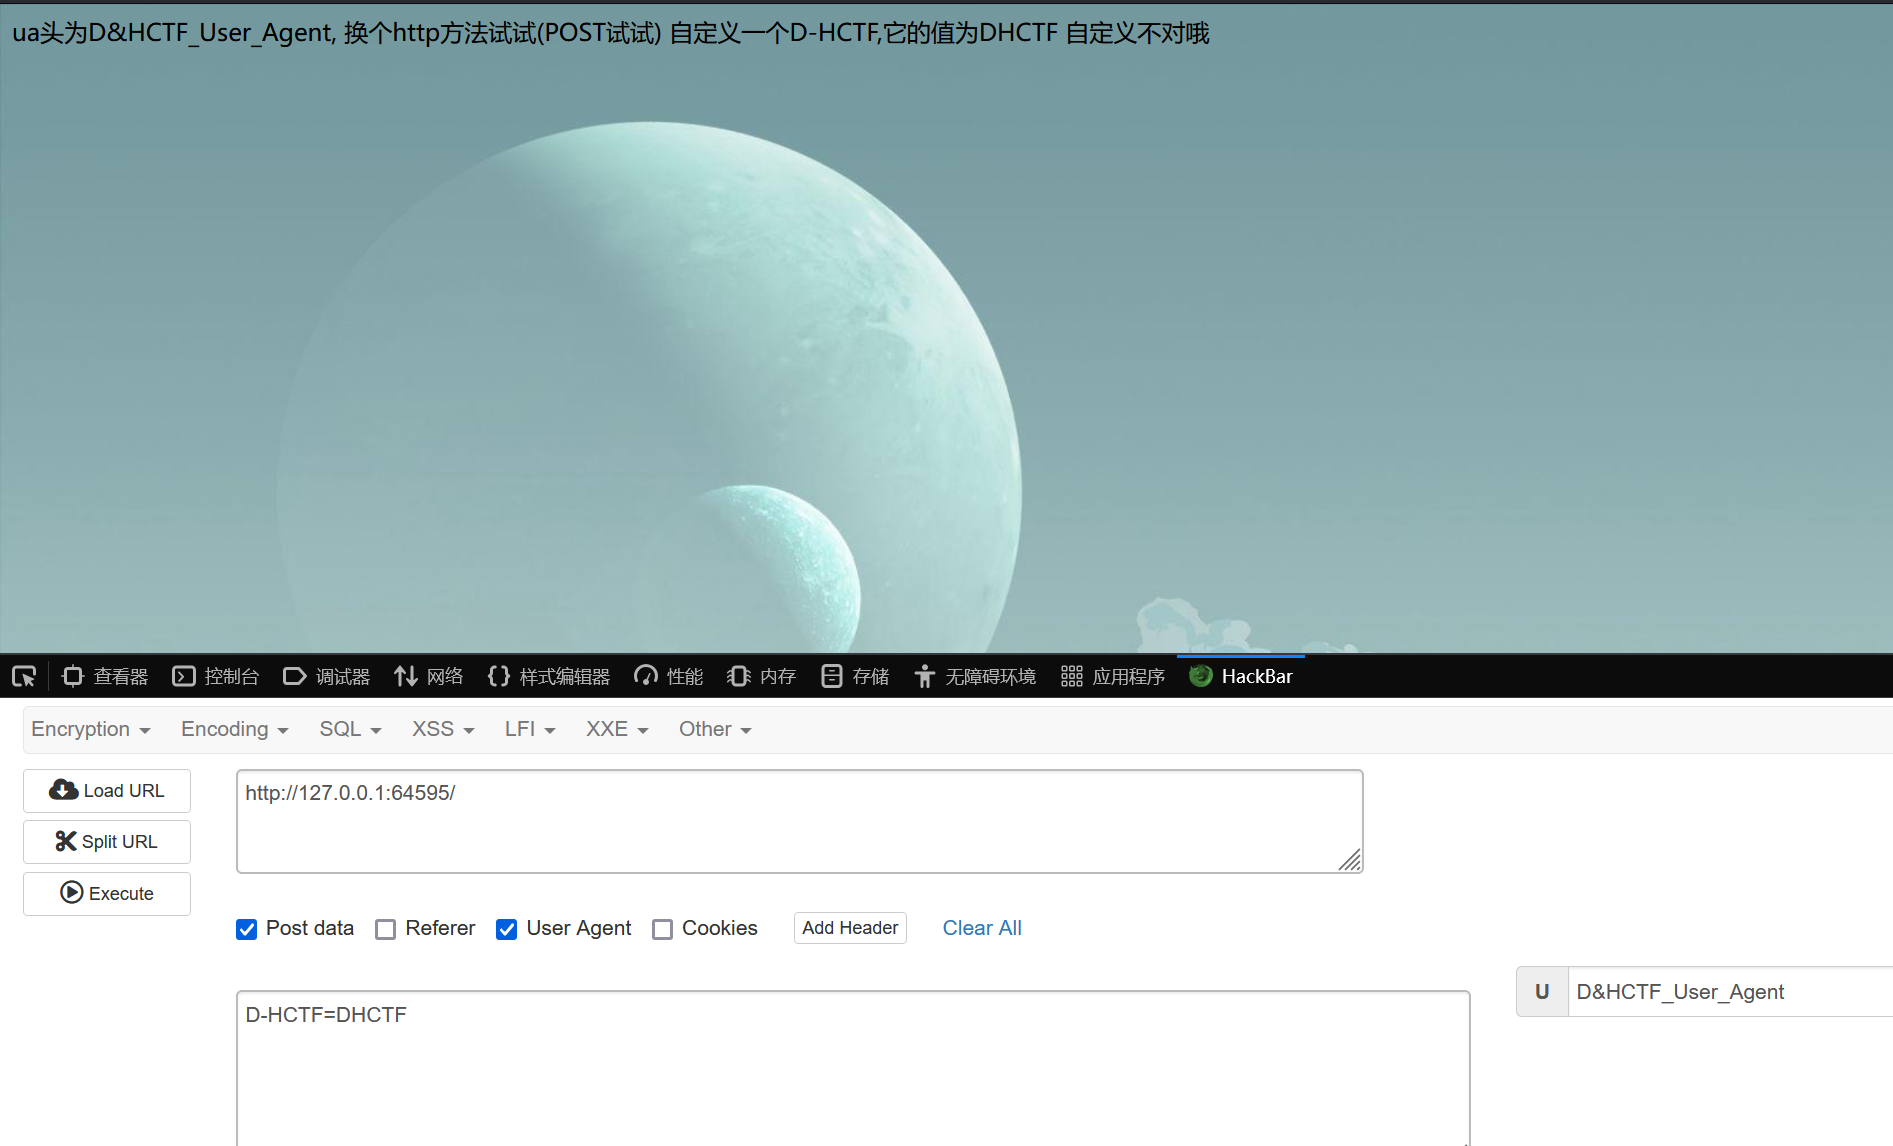 ua头为D&HCTF_User_Agent, 换个http方法试试(POST试试) 自定义一个D-HCTF,它的值为DHCTF 自定义不对哦
查看器 控制台 调试器 网络 样式编辑器 性能 内存 存储 无障碍环境 应用程序 HackBar
Encryption Encoding SQL XSS LFI XXE Other
Load URL
http://127.0.0.1:64595/
Split URL
Execute
Post data Referer User Agent Cookies Add Header Clear All
U D&HCTF_User_Agent
D-HCTF=DHCTF